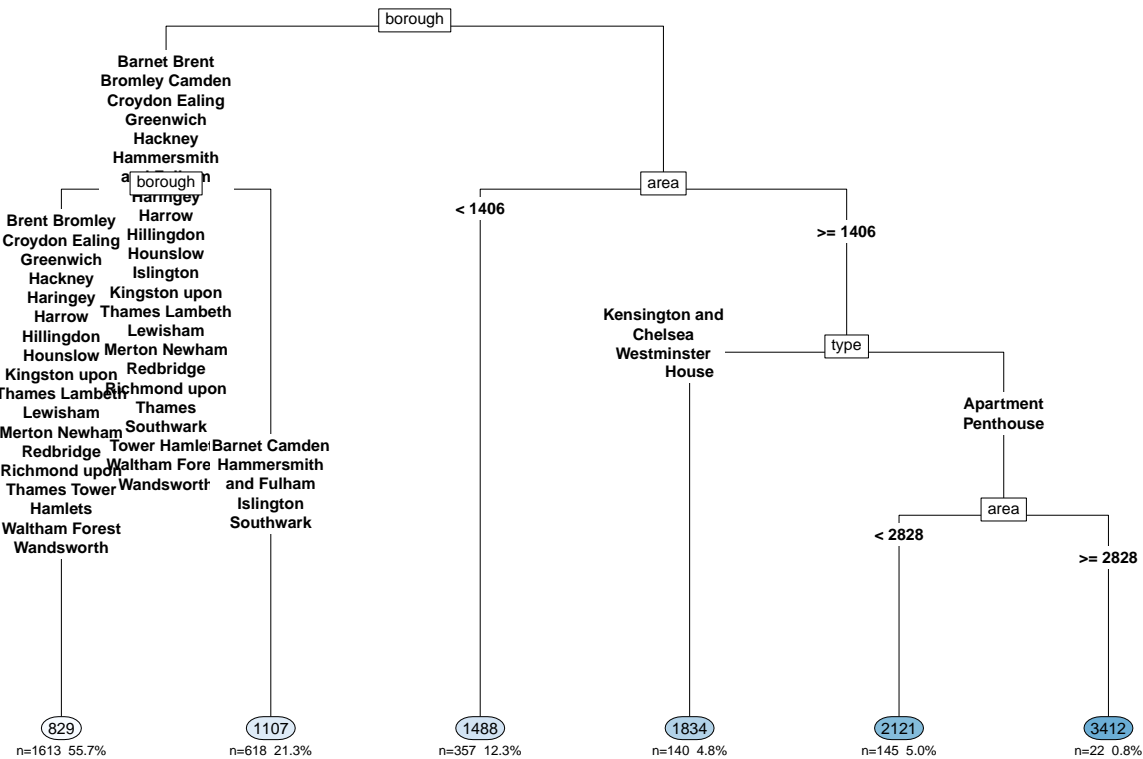 borough
Barnet Brent
Bromley Camden
Croydon Ealing
Greenwich
Hackney
Hammersmith
borough
Haringey
Harrow
Hillingdon
Hounslow
Islington
Kingston upon
Thames Lambeth
Lewisham
Merton Newham
Redbridge
Richmond upon
Thames
Southwark
Tower Hamlet
Waltham Fore
Wandsworth
Brent Bromley
Croydon Ealing
Greenwich
Hackney
Haringey
Harrow
Hillingdon
Hounslow
Kingston upon
Thames Lambeth
Lewisham
Merton Newham
Redbridge
Richmond upon
Thames Tower
Hamlets
Waltham Forest
Wandsworth
Barnet Camden
Hammersmith
and Fulham
Islington
Southwark
area
< 1406
>= 1406
Kensington and
Chelsea
Westminster
House
type
Apartment
Penthouse
area
< 2828
>= 2828
829
n=1613 55.7%
1107
n=618 21.3%
1488
n=357 12.3%
1834
n=140 4.8%
2121
n=145 5.0%
3412
n=22 0.8%